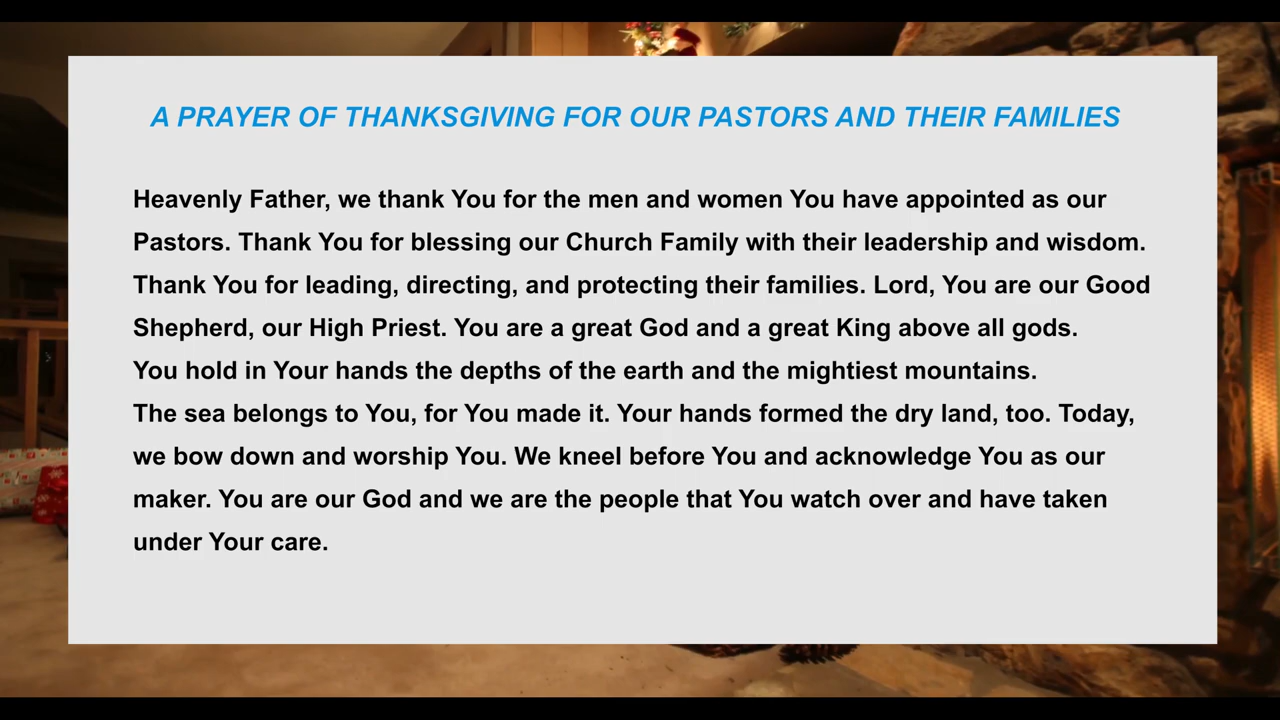 A PRAYER OF THANKSGIVING FOR OUR PASTORS AND THEIR FAMILIES
Heavenly Father, we thank You for the men and women You have appointed as our
Pastors. Thank You for blessing our Church Family with their leadership and wisdom.
Thank You for leading, directing, and protecting their families. Lord, You are our Good
Shepherd, our High Priest. You are a great God and a great King above all gods.
You hold in Your hands the depths of the earth and the mightiest mountains.
The sea belongs to You, for You made it. Your hands formed the dry land, too. Today,
we bow down and worship You. We kneel before You and acknowledge You as our
maker. You are our God and we are the people that You watch over and have taken
under Your care.